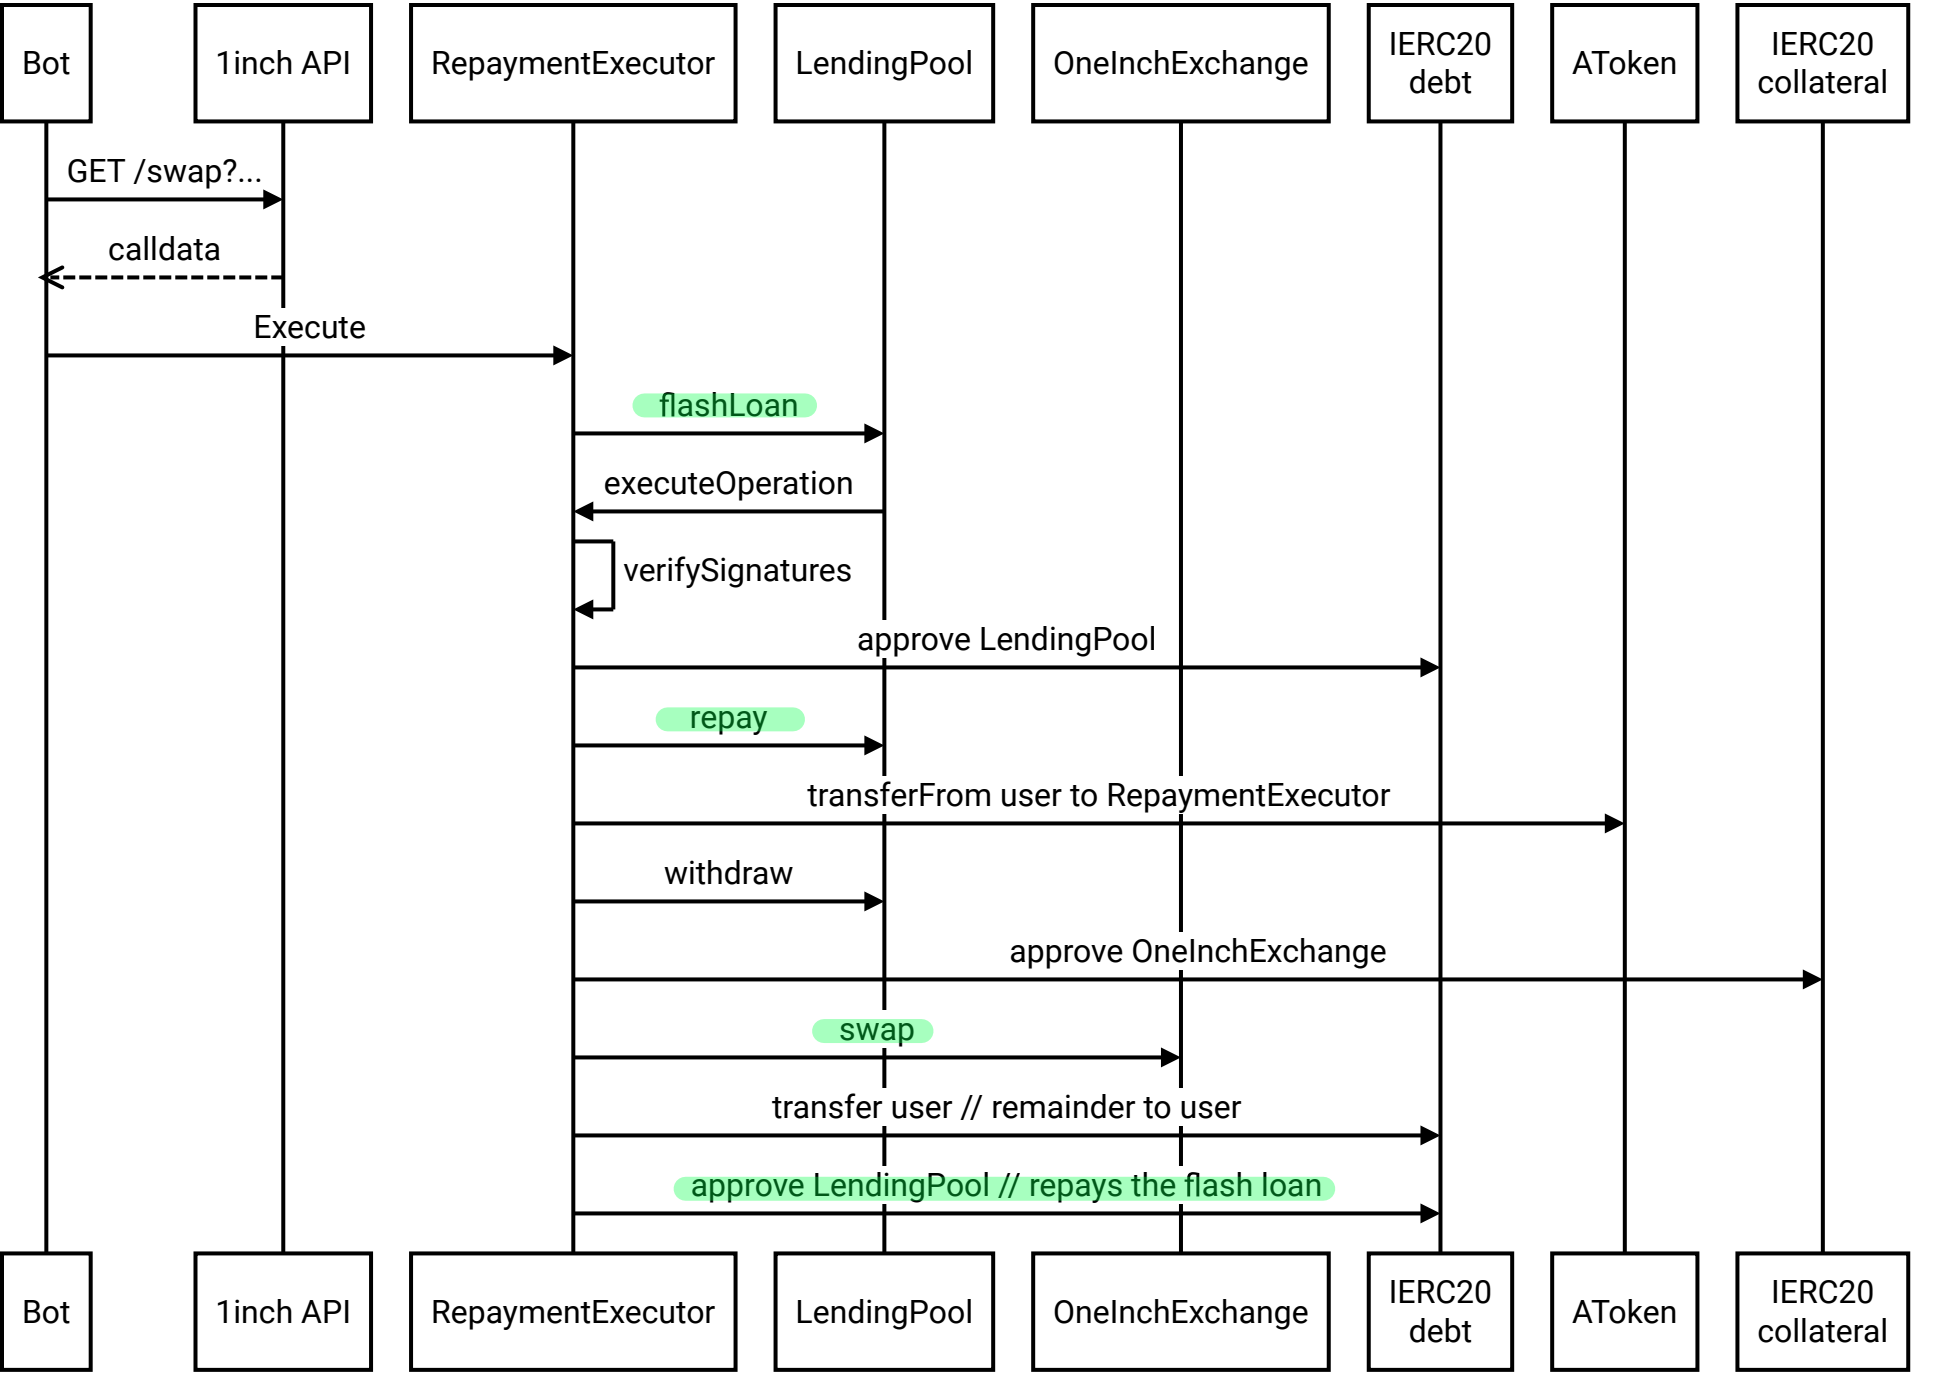 Bot
1inch API
RepaymentExecutor
LendingPool
OneInchExchange
IERC20
debt
AToken
IERC20
collateral
GET /swap?...
calldata
Execute
flashLoan
executeOperation
verifySignatures
approve LendingPool
repay
transferFrom user to RepaymentExecutor
withdraw
approve OneInchExchange
swap
transfer user // remainder to user
approve LendingPool // repays the flash loan
Bot
1inch API
RepaymentExecutor
LendingPool
OneInchExchange
IERC20
debt
AToken
IERC20
collateral